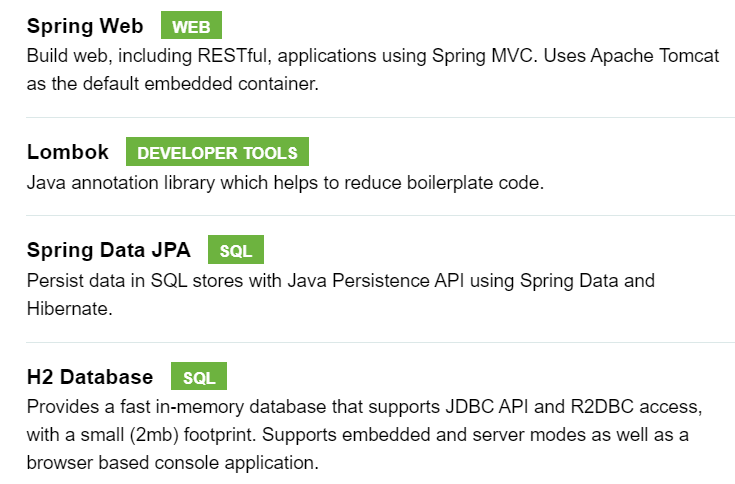 Spring Web WEB
Build web, including RESTful, applications using Spring MVC. Uses Apache Tomcat
as the default embedded container.
Lombok DEVELOPER TOOLS
Java annotation library which helps to reduce boilerplate code.
Spring Data JPA SQL
Persist data in SQL stores with Java Persistence API using Spring Data and
Hibernate.
H2 Database SQL
Provides a fast in-memory database that supports JDBC API and R2DBC access,
with a small (2mb) footprint. Supports embedded and server modes as well as a
browser based console application.